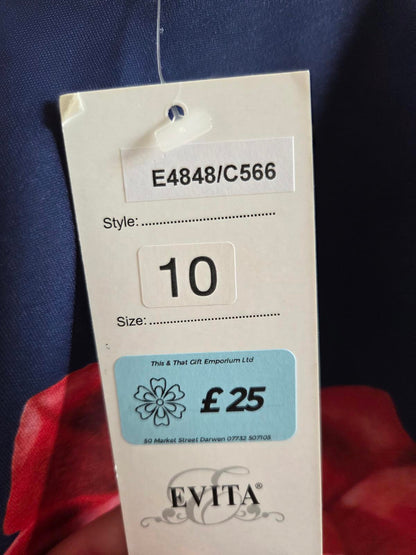 E4848/C566
Style:........................................
10
Size:........................................
This & That Gift Emporium Ltd
£25
50 Market Street Darwen 07732 507105
EVITA®